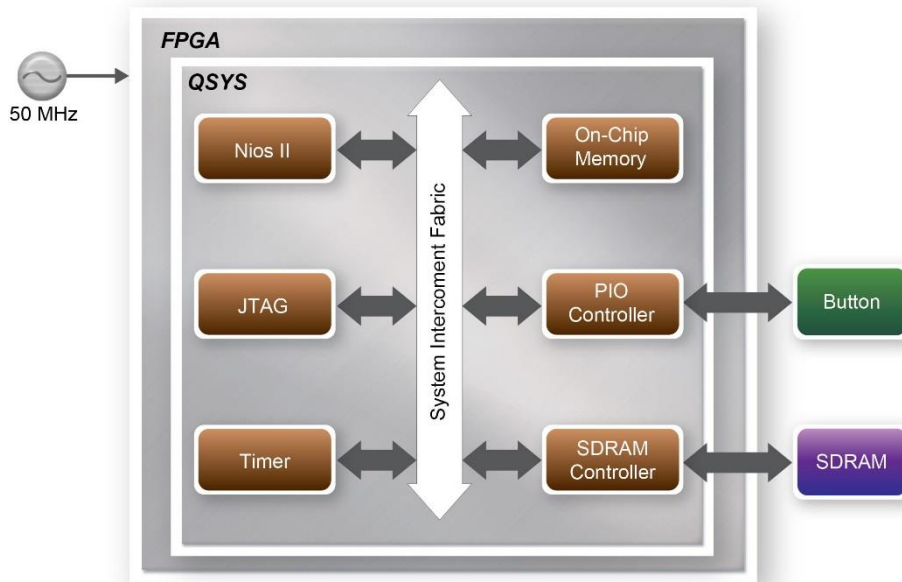 FPGA
QSYS
50 MHz
Nios II
On-Chip
Memory
System Intercoment Fabric
JTAG
PIO
Controller
Button
Timer
SDRAM
Controller
SDRAM